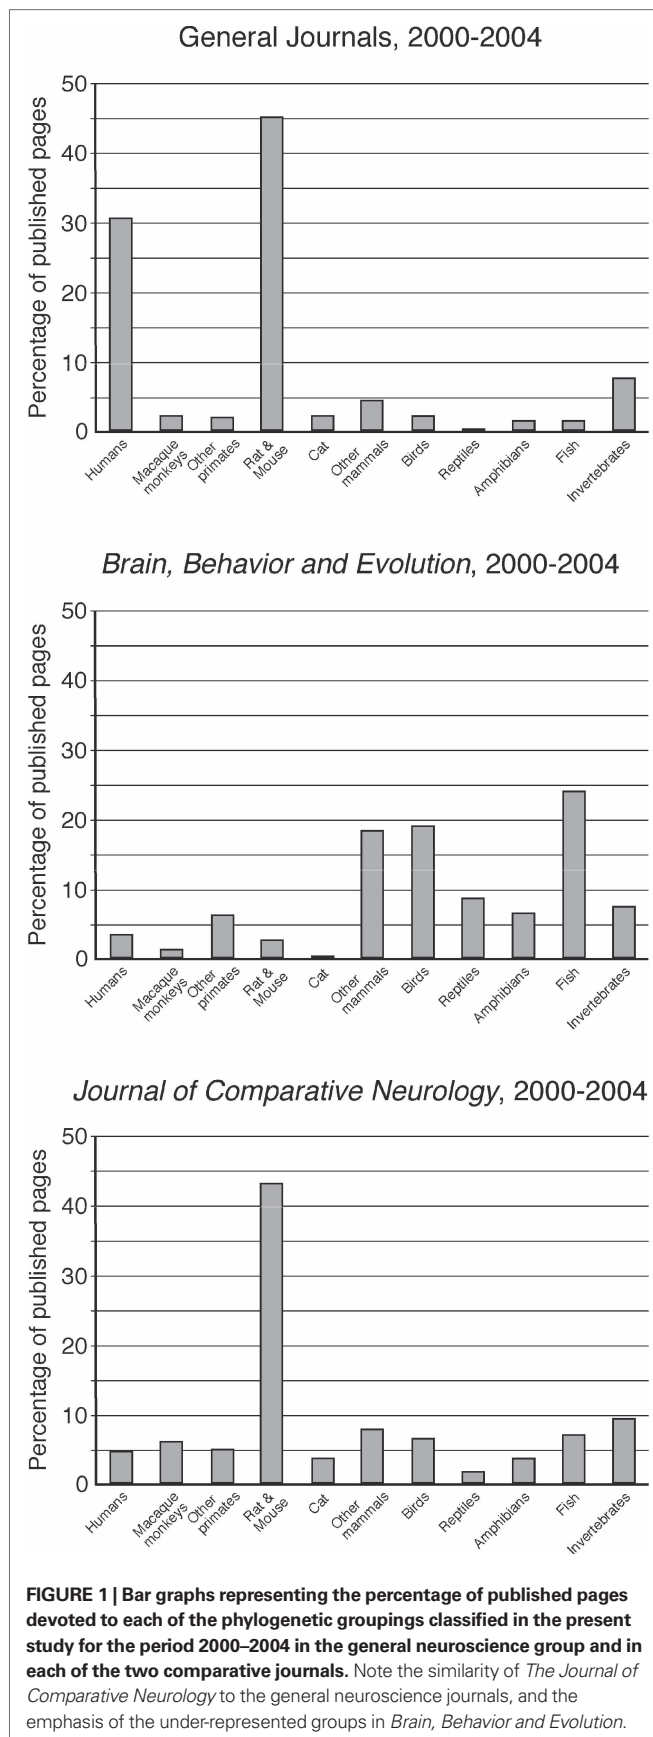 General Journals, 2000-2004
Percentage of published pages
50
40
30
20
10
0
Humans
Macaque
monkeys
Other
primates
Rat &
Mouse
Cat
Other
mammals
Birds
Reptiles
Amphibians
Fish
Invertebrates
Brain, Behavior and Evolution, 2000-2004
Percentage of published pages
50
40
30
20
10
0
Humans
Macaque
monkeys
Other
primates
Rat &
Mouse
Cat
Other
mammals
Birds
Reptiles
Amphibians
Fish
Invertebrates
Journal of Comparative Neurology, 2000-2004
Percentage of published pages
50
40
30
20
10
0
Humans
Macaque
monkeys
Other
primates
Rat &
Mouse
Cat
Other
mammals
Birds
Reptiles
Amphibians
Fish
Invertebrates
FIGURE 1 | Bar graphs representing the percentage of published pages
devoted to each of the phylogenetic groupings classified in the present
study for the period 2000–2004 in the general neuroscience group and in
each of the two comparative journals. Note the similarity of The Journal of
Comparative Neurology to the general neuroscience journals, and the
emphasis of the under-represented groups in Brain, Behavior and Evolution.